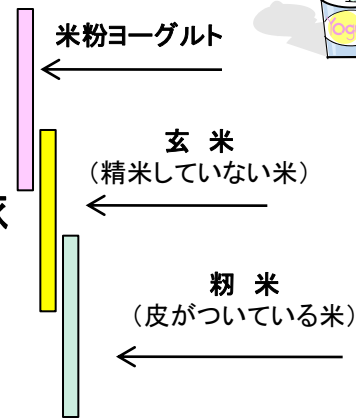 米粉ヨーグルト
玄 米
(精米していない米)
籾 米
(皮がついている米)